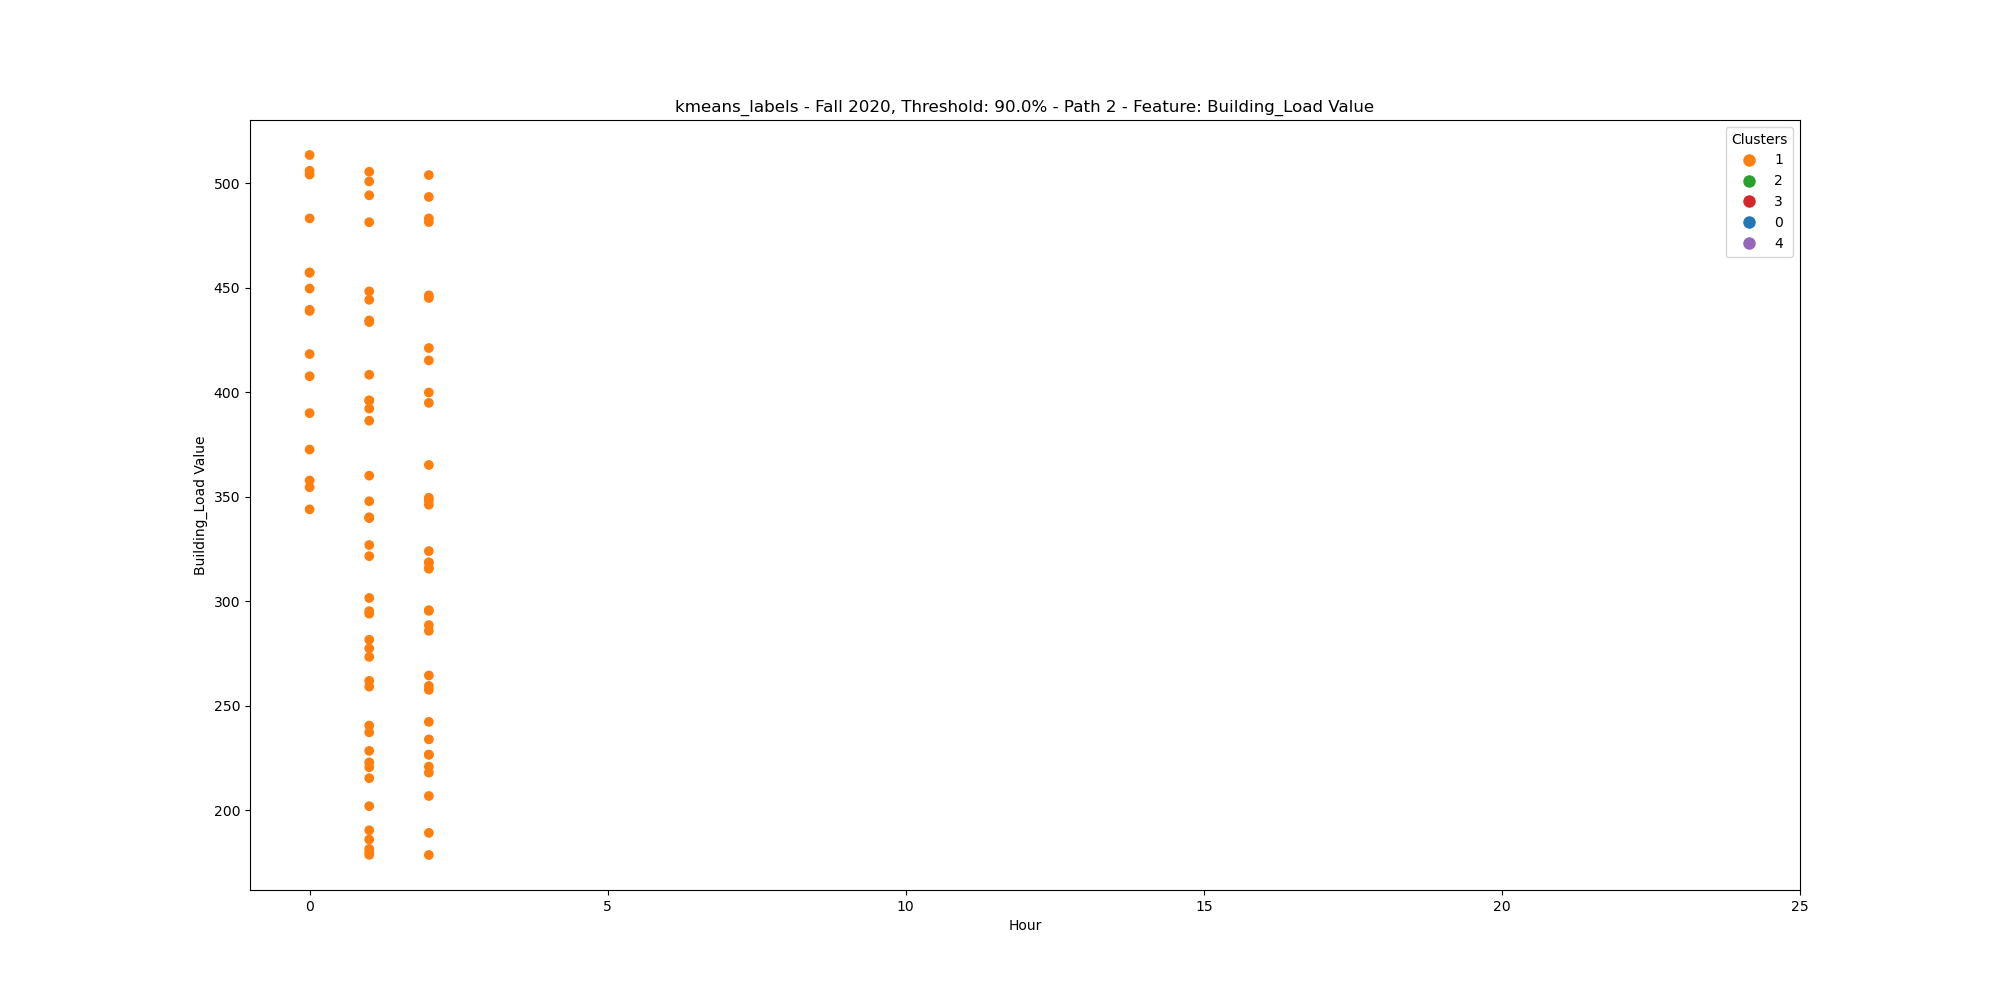 kmeans_labels - Fall 2020, Threshold: 90.0% - Path 2 - Feature: Building_Load Value
Clusters
1
2
3
0
4
500
450
400
350
300
250
200
Building_Load Value
0 5 10 15 20 25
Hour